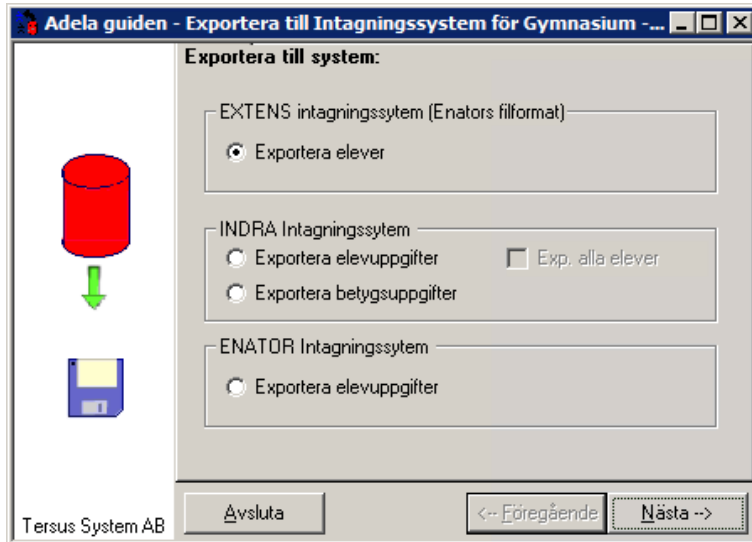 Adela guiden - Exportera till Intagningssystem för Gymnasium -...
Exportera till system:
EXTENS intagningssytem (Enators filformat)
Exportera elever
INDRA Intagningssytem
Exportera elevuppgifter
Exp. alla elever
Exportera betygsuppgifter
ENATOR Intagningssytem
Exportera elevuppgifter
Tersus System AB
Avsluta
<-- Föregående
Nästa -->